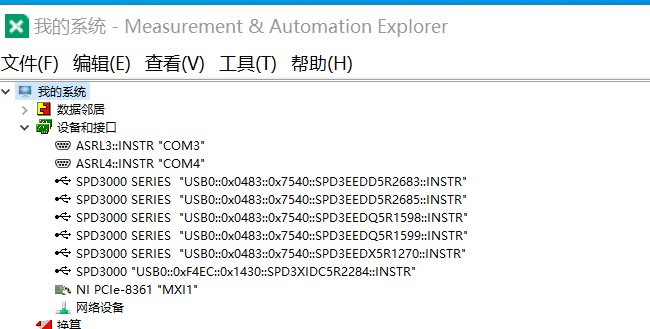 我的系统 - Measurement & Automation Explorer
文件(F) 编辑(E) 查看(V) 工具(T) 帮助(H)
我的系统
数据邻居
设备和接口
ASRL3::INSTR "COM3"
ASRL4::INSTR "COM4"
SPD3000 SERIES "USB0::0x0483::0x7540::SPD3EEDD5R2683::INSTR"
SPD3000 SERIES "USB0::0x0483::0x7540::SPD3EEDD5R2685::INSTR"
SPD3000 SERIES "USB0::0x0483::0x7540::SPD3EEDQ5R1598::INSTR"
SPD3000 SERIES "USB0::0x0483::0x7540::SPD3EEDQ5R1599::INSTR"
SPD3000 SERIES "USB0::0x0483::0x7540::SPD3EEDX5R1270::INSTR"
SPD3000 "USB0::0xF4EC::0x1430::SPD3XIDC5R2284::INSTR"
NI PCIe-8361 "MXI1"
网络设备
换算